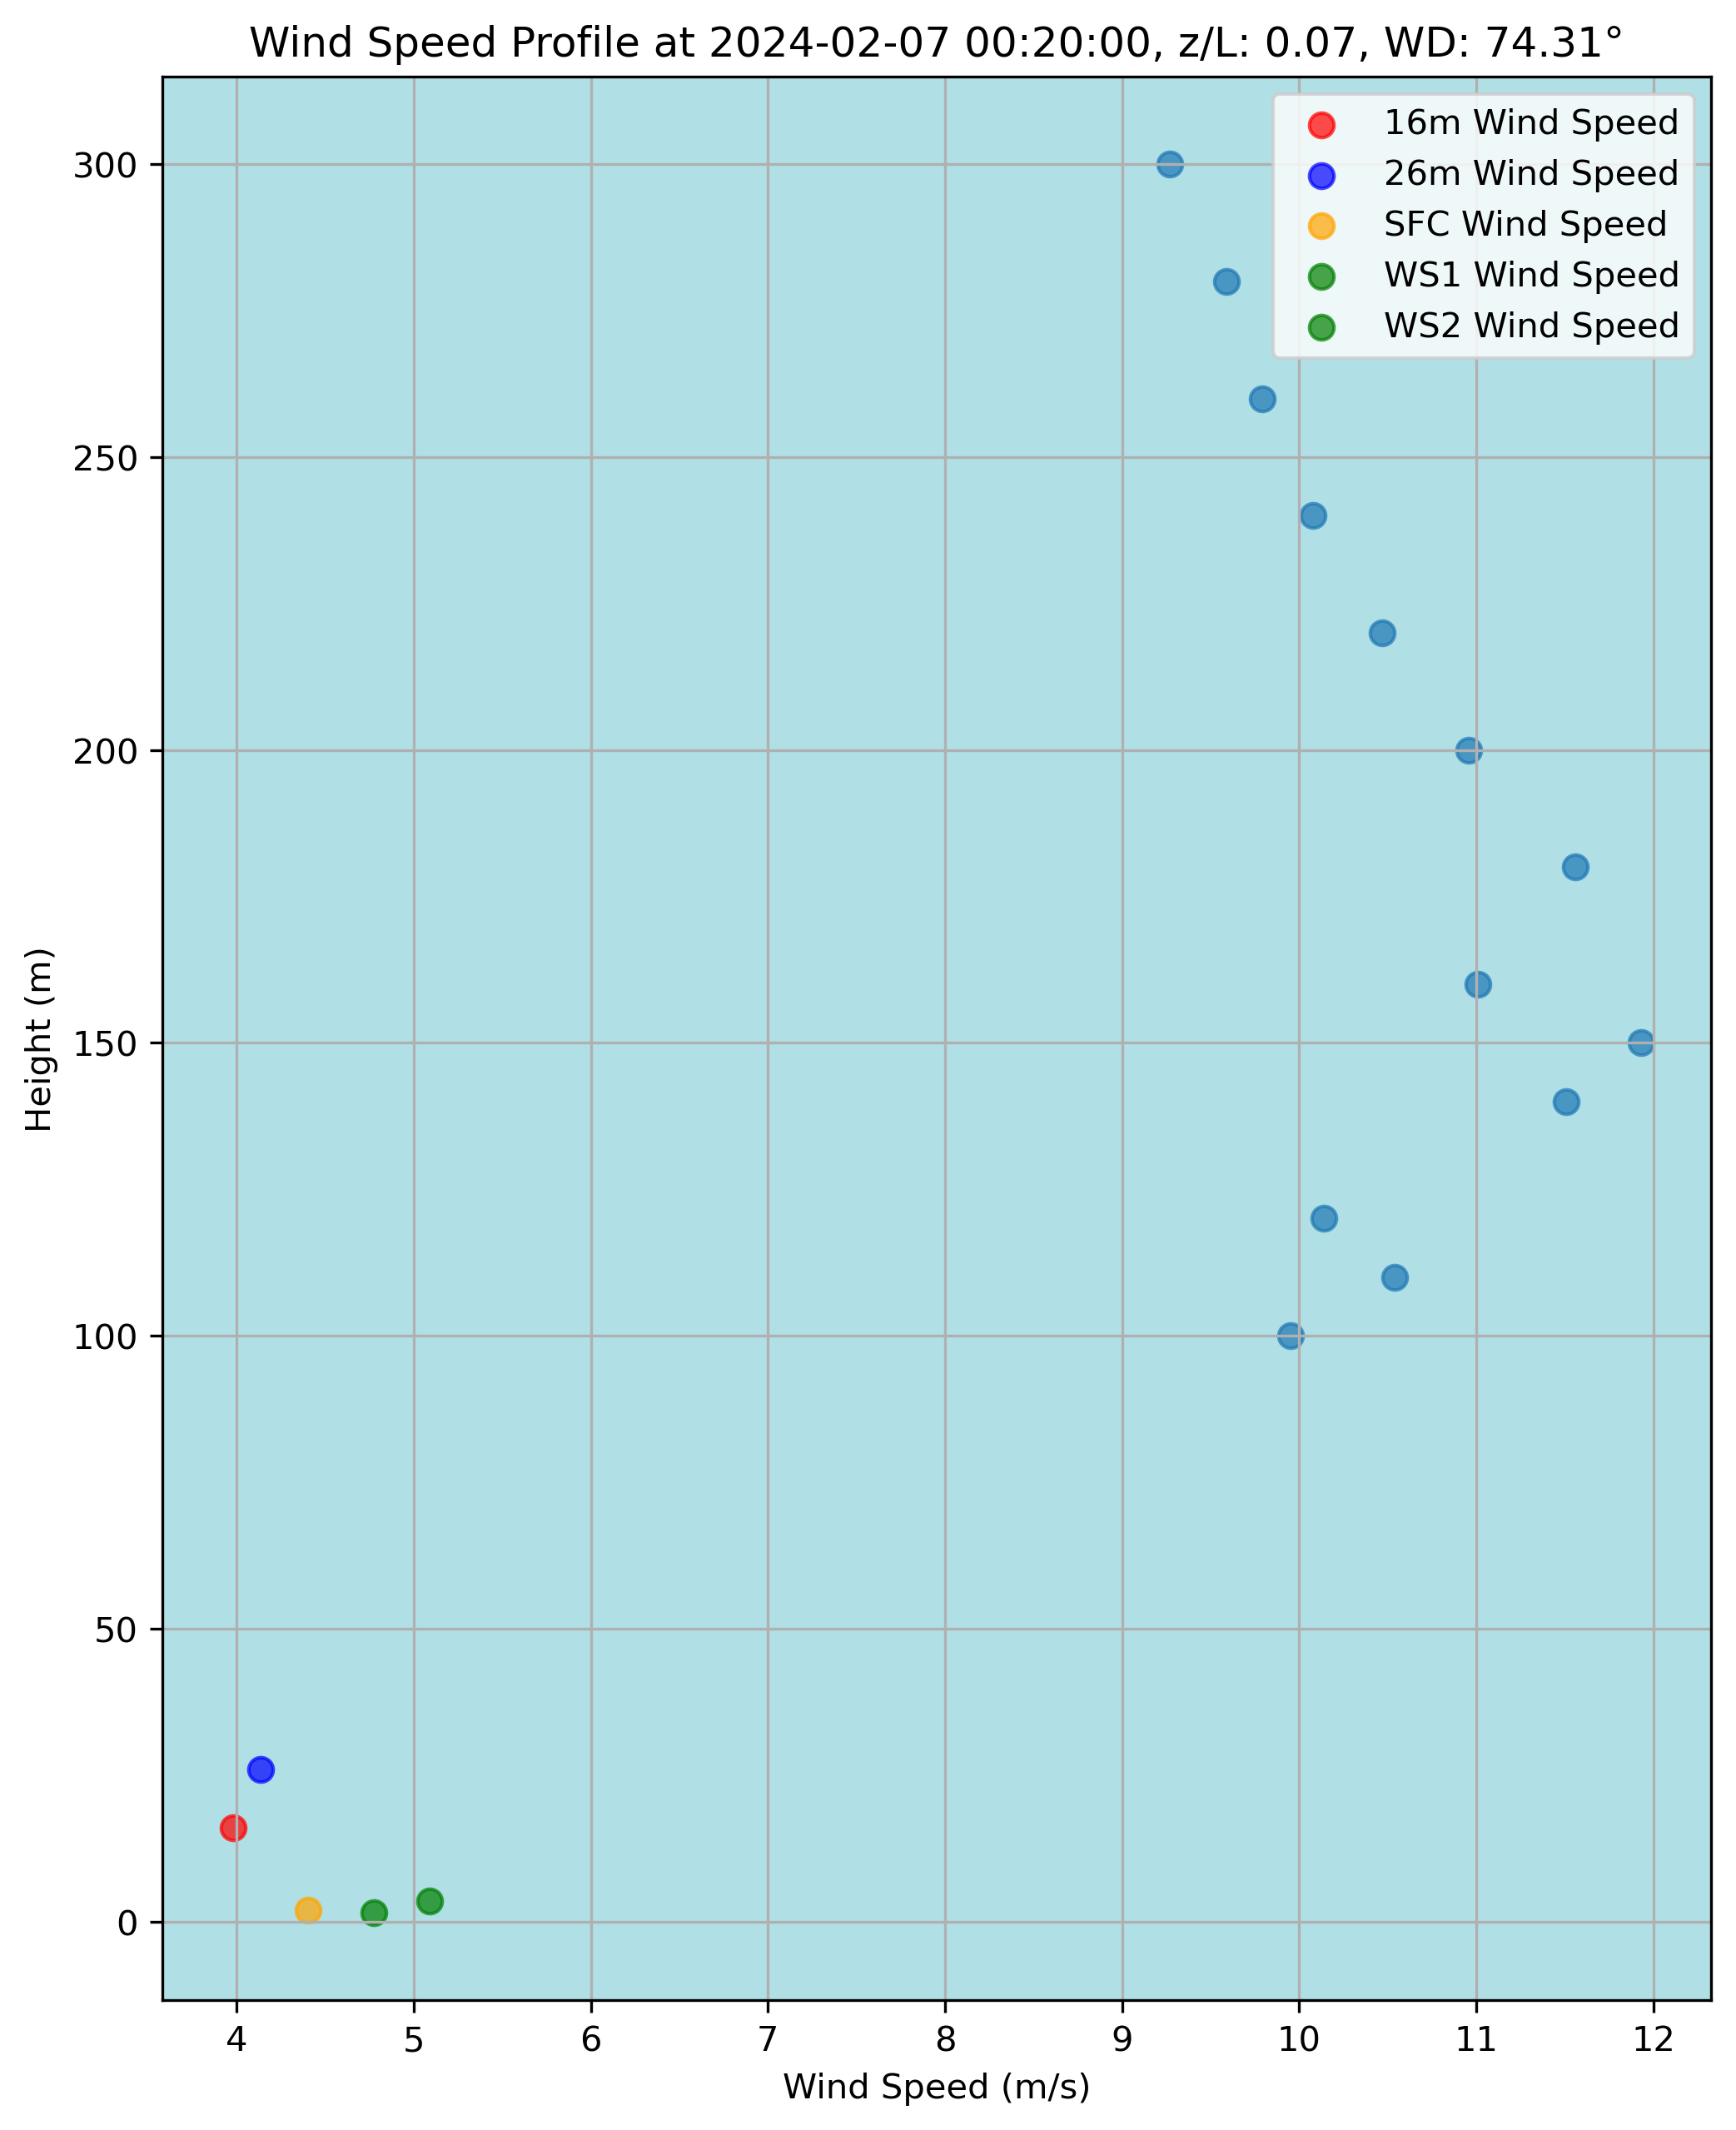 Wind Speed Profile at 2024-02-07 00:20:00, z/L: 0.07, WD: 74.31°
16m Wind Speed
26m Wind Speed
SFC Wind Speed
WS1 Wind Speed
WS2 Wind Speed
300
250
200
150
100
50
0
Height (m)
4 5 6 7 8 9 10 11 12
Wind Speed (m/s)